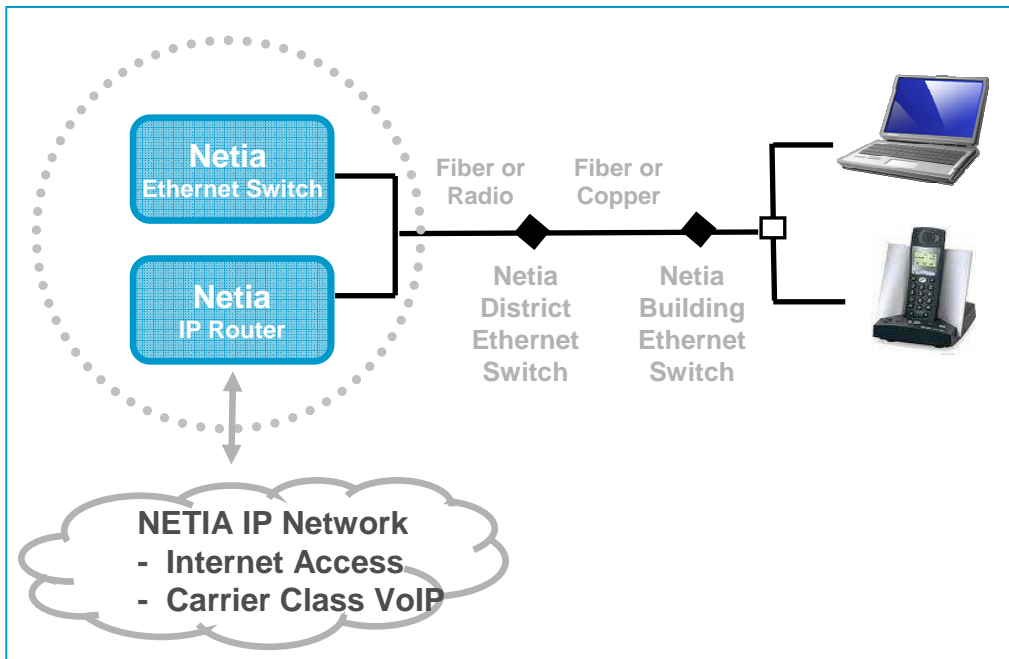 Netia
Ethernet Switch
Netia
IP Router
Fiber or
Radio
Fiber or
Copper
Netia
District
Ethernet
Switch
Netia
Building
Ethernet
Switch
NETIA IP Network
- Internet Access
- Carrier Class VoIP